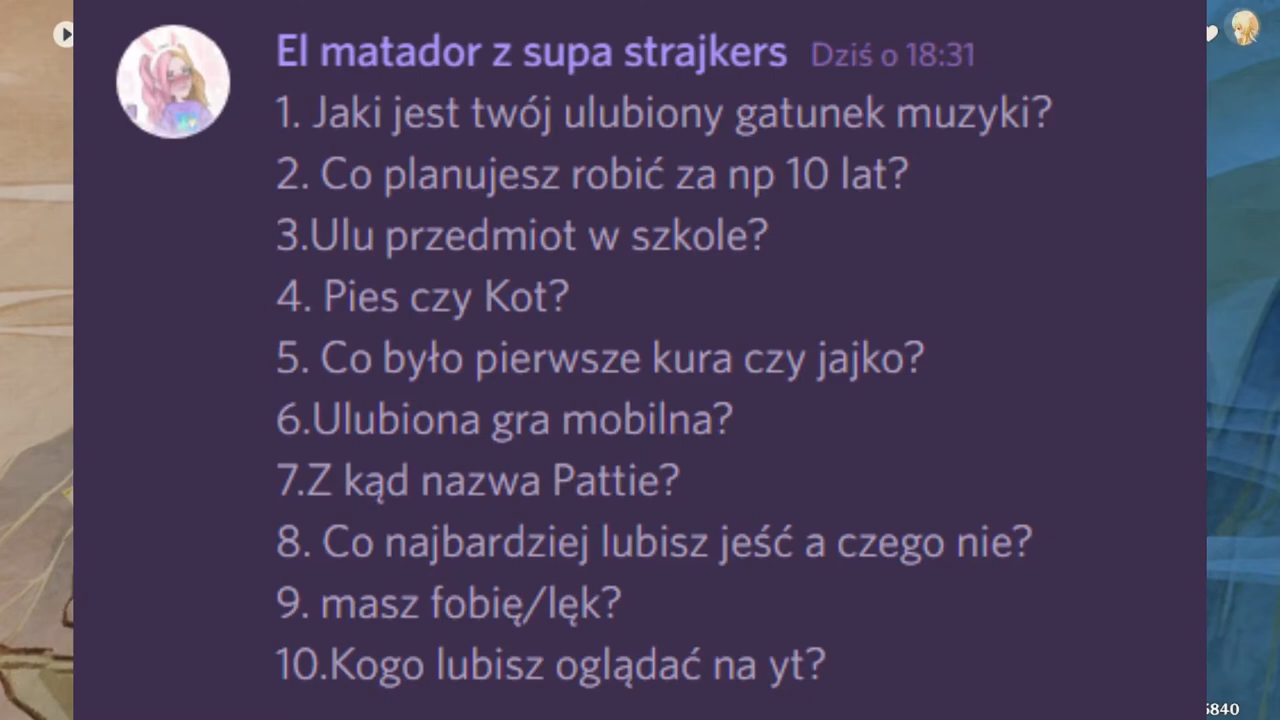 El matador z supa strajkers Dziś o 18:31
1. Jaki jest twój ulubiony gatunek muzyki?
2. Co planujesz robić za np 10 lat?
3.Ulu przedmiot w szkole?
4. Pies czy Kot?
5. Co było pierwsze kura czy jajko?
6.Ulubiona gra mobilna?
7.Z kąd nazwa Pattie?
8. Co najbardziej lubisz jeść a czego nie?
9. masz fobię/lęk?
10.Kogo lubisz oglądać na yt?